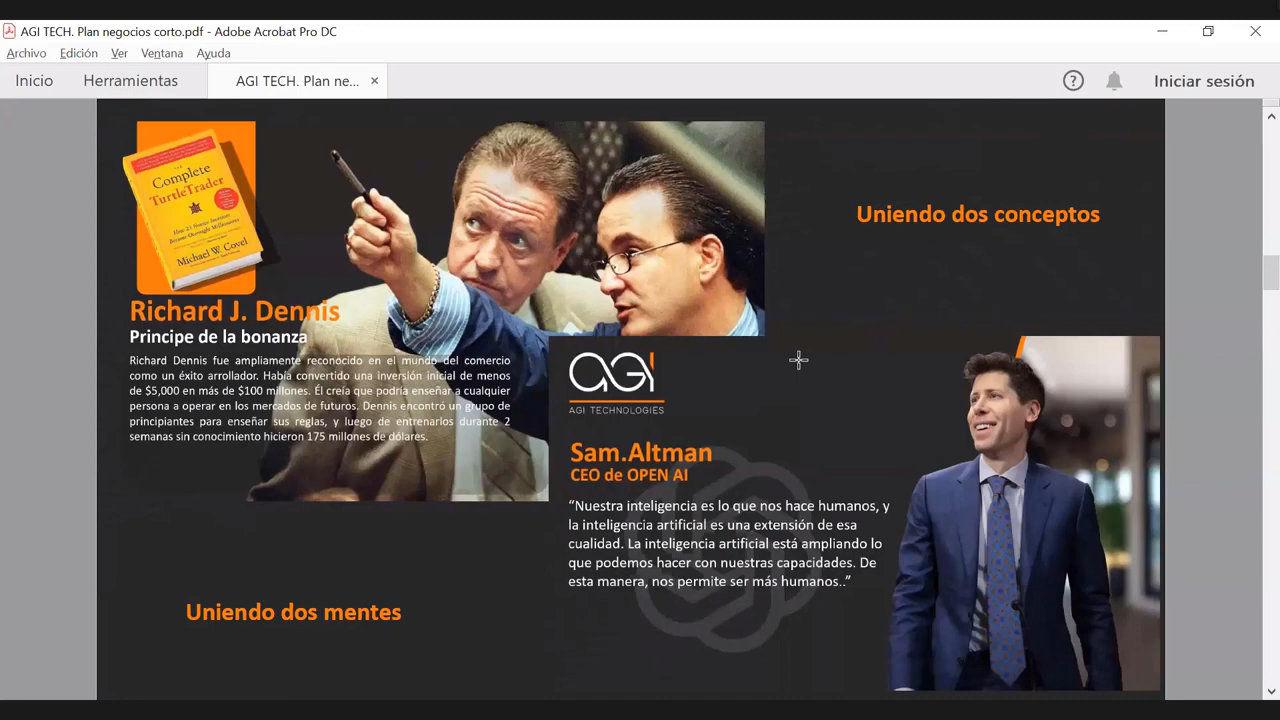 AGI TECH. Plan negocios corto.pdf - Adobe Acrobat Pro DC
Archivo Edición Ver Ventana Ayuda
Inicio Herramientas AGI TECH. Plan ne... × Iniciar sesión
THE
Complete
TurtleTrader
Michael W. Covel
Richard J. Dennis
Principe de la bonanza
Richard Dennis fue ampliamente reconocido en el mundo del comercio
como un éxito arrollador. Había convertido una inversión inicial de menos
de $5,000 en más de $100 millones. Él creía que podría enseñar a cualquier
persona a operar en los mercados de futuros. Dennis encontró un grupo de
principiantes para enseñar sus reglas, y luego de entrenarios durante 2
semanas sin conocimiento hicieron 175 millones de dólares.
Uniendo dos conceptos
agi
AGI TECHNOLOGIES
Sam.Altman
CEO de OPEN AI
“Nuestra inteligencia es lo que nos hace humanos, y
la inteligencia artificial es una extensión de esa
cualidad. La inteligencia artificial está ampliando lo
que podemos hacer con nuestras capacidades. De
esta manera, nos permite ser más humanos..”
Uniendo dos mentes